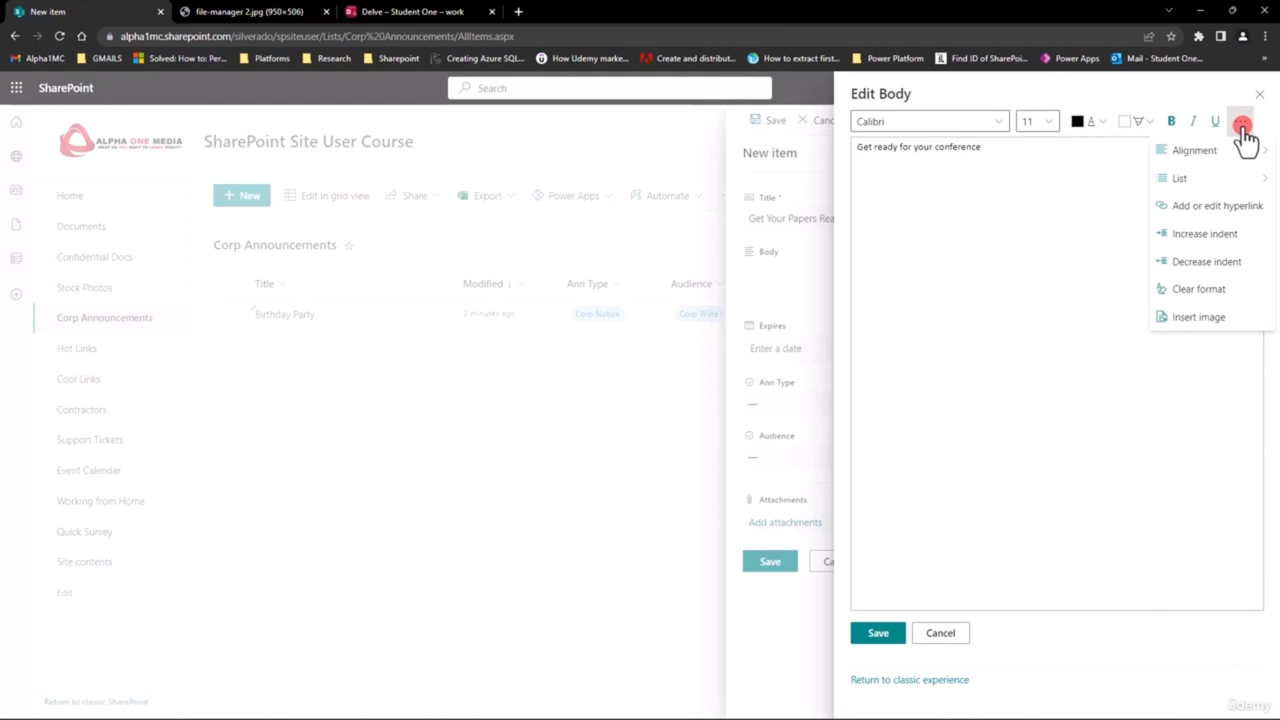 New item
file-manager 2.jpg (950×506)
Delve - Student One - work
alpha1mc.sharepoint.com/silverado/spsiteuser/Lists/Corp%20Announcements/AllItems.aspx
Alpha1MC
GMAILS
Solved: How to: Per...
Platforms
Research
Sharepoint
Creating Azure SQL...
How Udemy marke...
Create and distribut...
How to extract first...
Power Platform
Find ID of SharePoi...
Power Apps
Mail - Student One...
»
SharePoint
Search
ALPHA ONE MEDIA
SharePoint Site User Course
Home
Documents
Confidential Docs
Stock Photos
Corp Announcements
Hot Links
Cool Links
Contractors
Support Tickets
Event Calendar
Working from Home
Quick Survey
Site contents
Edit
Return to classic SharePoint
+ New
Edit in grid view
Share
Export
Power Apps
Automate
Corp Announcements
Title
Modified ↓
Ann Type
Audience
Birthday Party
2 minutes ago
Corp Notice
Corp Wide
Save
Canc
New item
Title *
Get Your Papers Rea
Body
Expires
Enter a date
Ann Type
—
Audience
—
Attachments
Add attachments
Save
Ca
Edit Body
Calibri
11
A
B
I
U
Get ready for your conference
Alignment
List
Add or edit hyperlink
Increase indent
Decrease indent
Clear format
Insert image
Save
Cancel
Return to classic experience
ûdemy